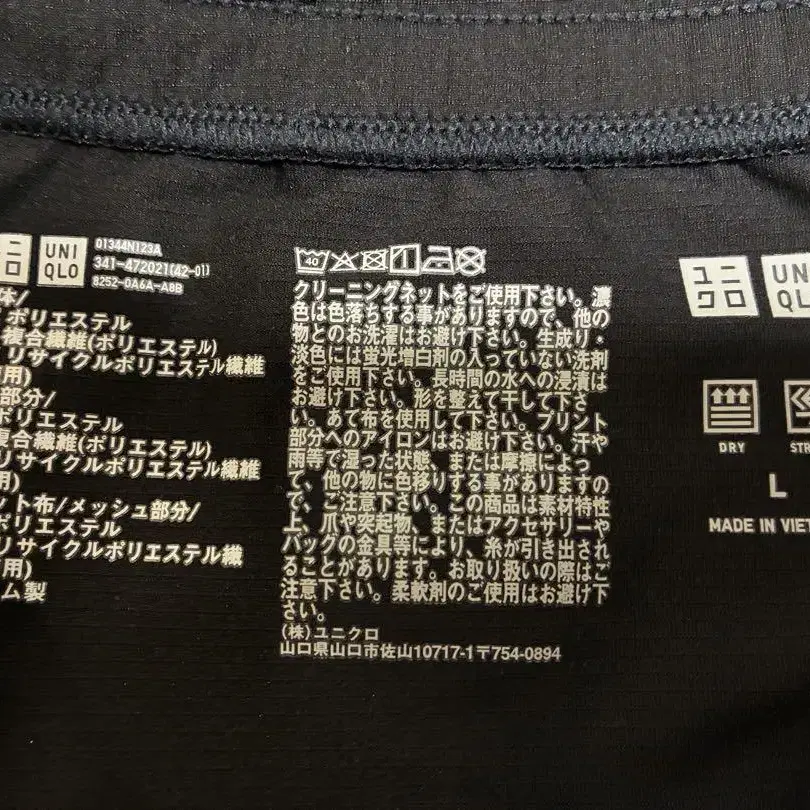 ニ
ロ
UNI
QLO
01344N123A
341-472021(42-01)
8252-0A6A-A8B
体/
ポリエステル
複合繊維(ポリエステル)
リサイクルポリエステル繊維
用)
部分/
ポリエステル
複合繊維(ポリエステル)
リサイクルポリエステル繊維
用)
ット布/メッシュ部分/
ポリエステル
リサイクルポリエステル繊
用)
ム製
40
クリーニングネットをご使用下さい。濃
色は色落ちする事がありますので、他の
物とのお洗濯はお避け下さい。生成り・
淡色には蛍光増白剤の入っていない洗剤
をご使用下さい。長時間の水への浸漬は
お避け下さい。形を整えて干して下さ
い。あて布を使用して下さい。プリント
部分へのアイロンはお避け下さい。汗や
雨等で湿った状態、または摩擦によっ
て、他の物に色移りする事がありますの
で、ご注意下さい。この商品は素材特性
上、爪や突起物、またはアクセサリーや
バッグの金具等により、糸が引き出され
ることがあります。お取り扱いの際はご
注意下さい。柔軟剤のご使用はお避け下
さい。
(株)ユニクロ
山口県山口市佐山10717-1〒754-0894
ユニ
クロ
UN
QL
DRY
STR
L
MADE IN VIET